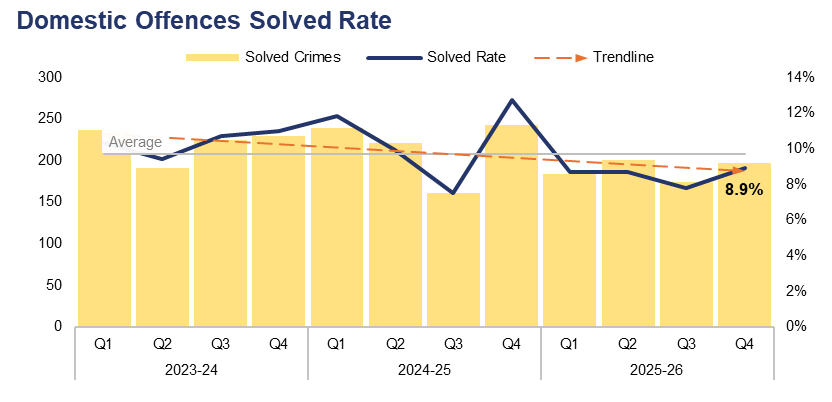 Domestic Offences Solved Rate
Solved Crimes Solved Rate Trendline
300 14%
250 12%
200 10%
150 8%
100 6%
50 4%
0 2%
0%
Average
8.9%
Q1 Q2 Q3 Q4 Q1 Q2 Q3 Q4 Q1 Q2 Q3 Q4
2023-24 2024-25 2025-26